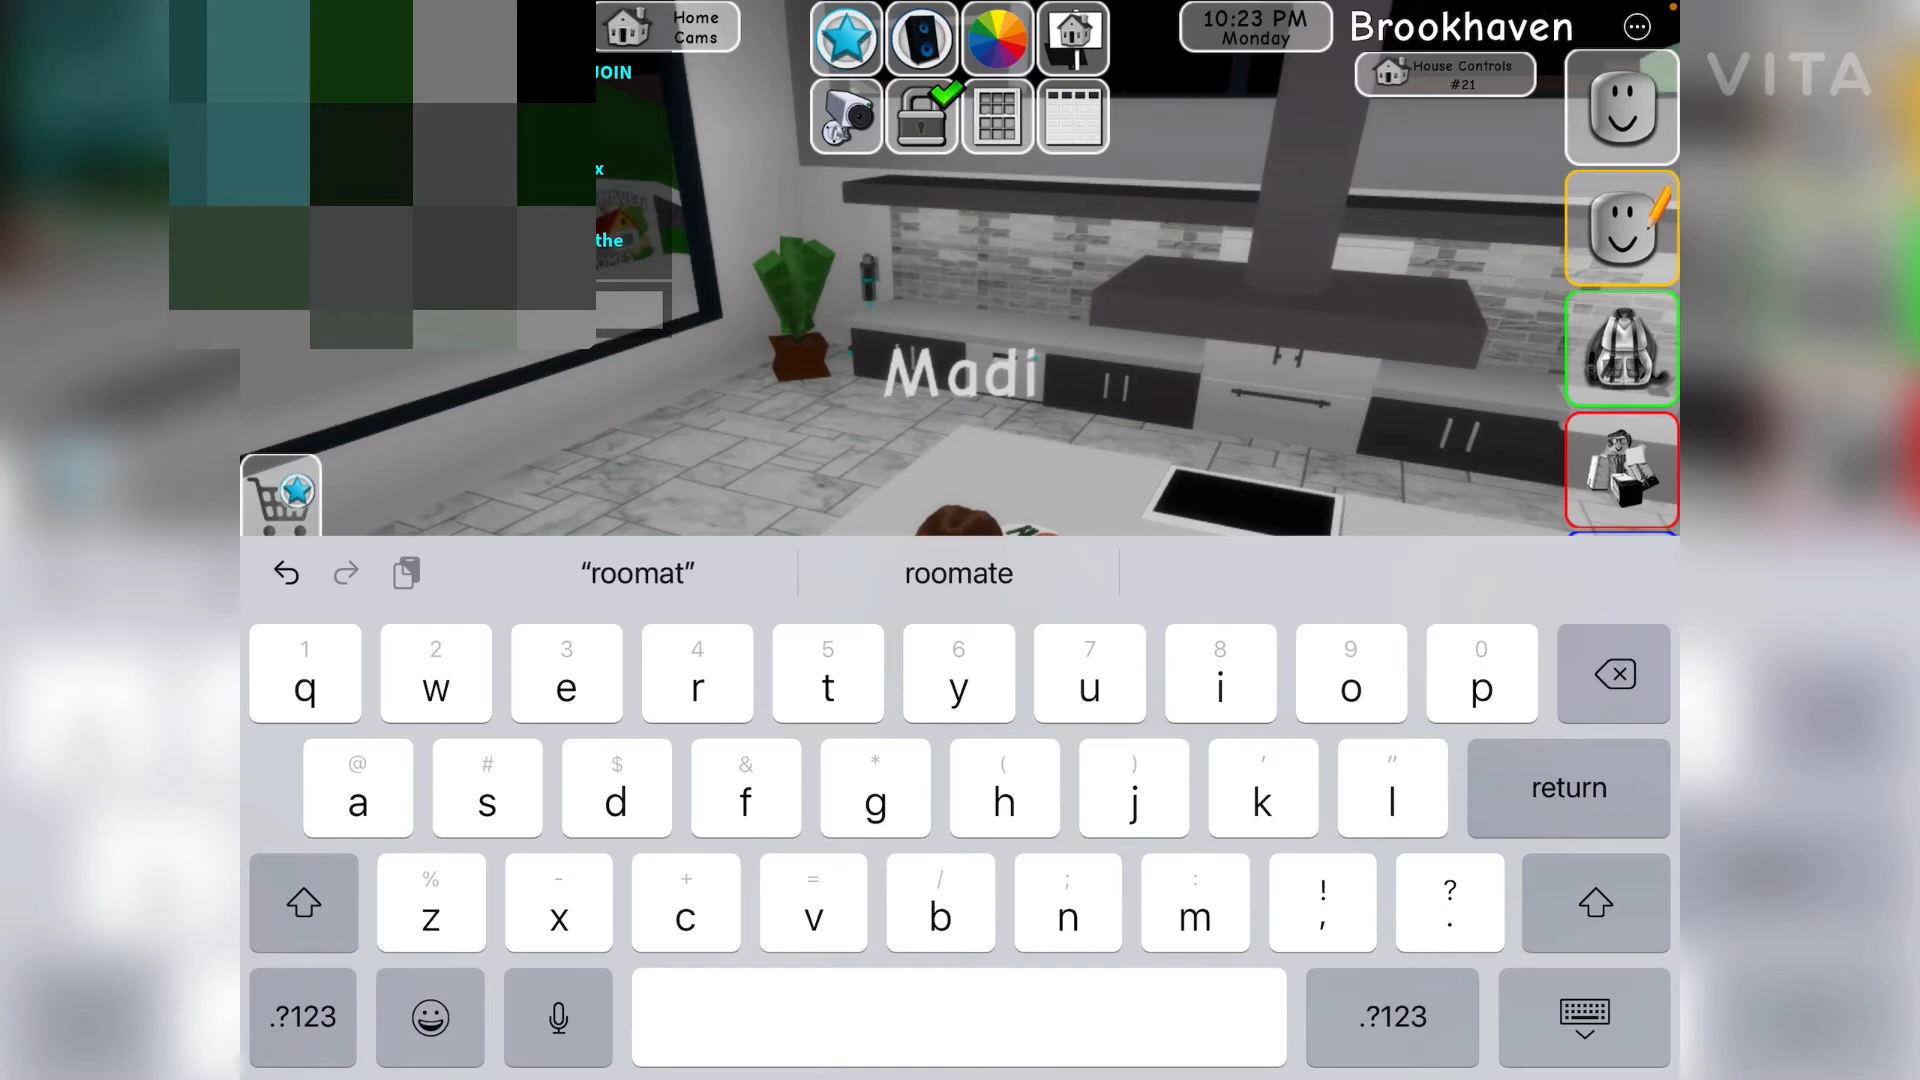 Home
Cams
10:23 PM
Monday
Brookhaven
House Controls
#21
VITA
JOIN
x
the
OMES
Madi
“roomat”
roomate
1 2 3 4 5 6 7 8 9 0
q w e r t y u i o p
@ # $ & * ( ) ' "
a s d f g h j k l return
% - + = / ; : ! ?
z x c v b n m , .
.?123 .?123